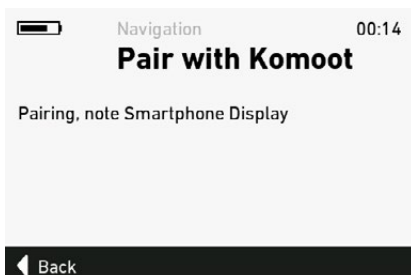 Navigation 00:14
Pair with Komoot
Pairing, note Smartphone Display
Back